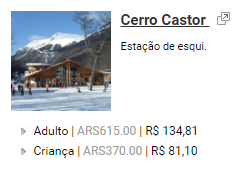 Cerro Castor
Estação de esqui.
Adulto | ARS615.00 | R$ 134,81
Criança | ARS370.00 | R$ 81,10